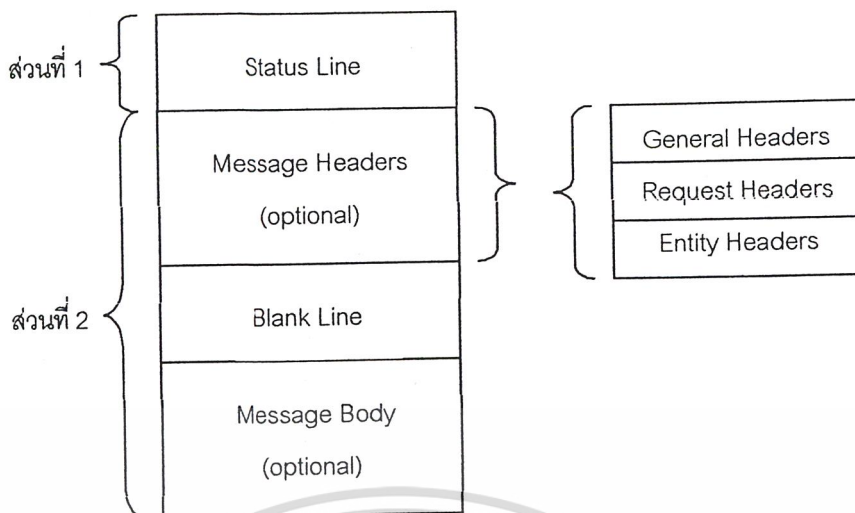 ส่วนที่ 1
Status Line
Message Headers
(optional)
General Headers
Request Headers
Entity Headers
ส่วนที่ 2
Blank Line
Message Body
(optional)